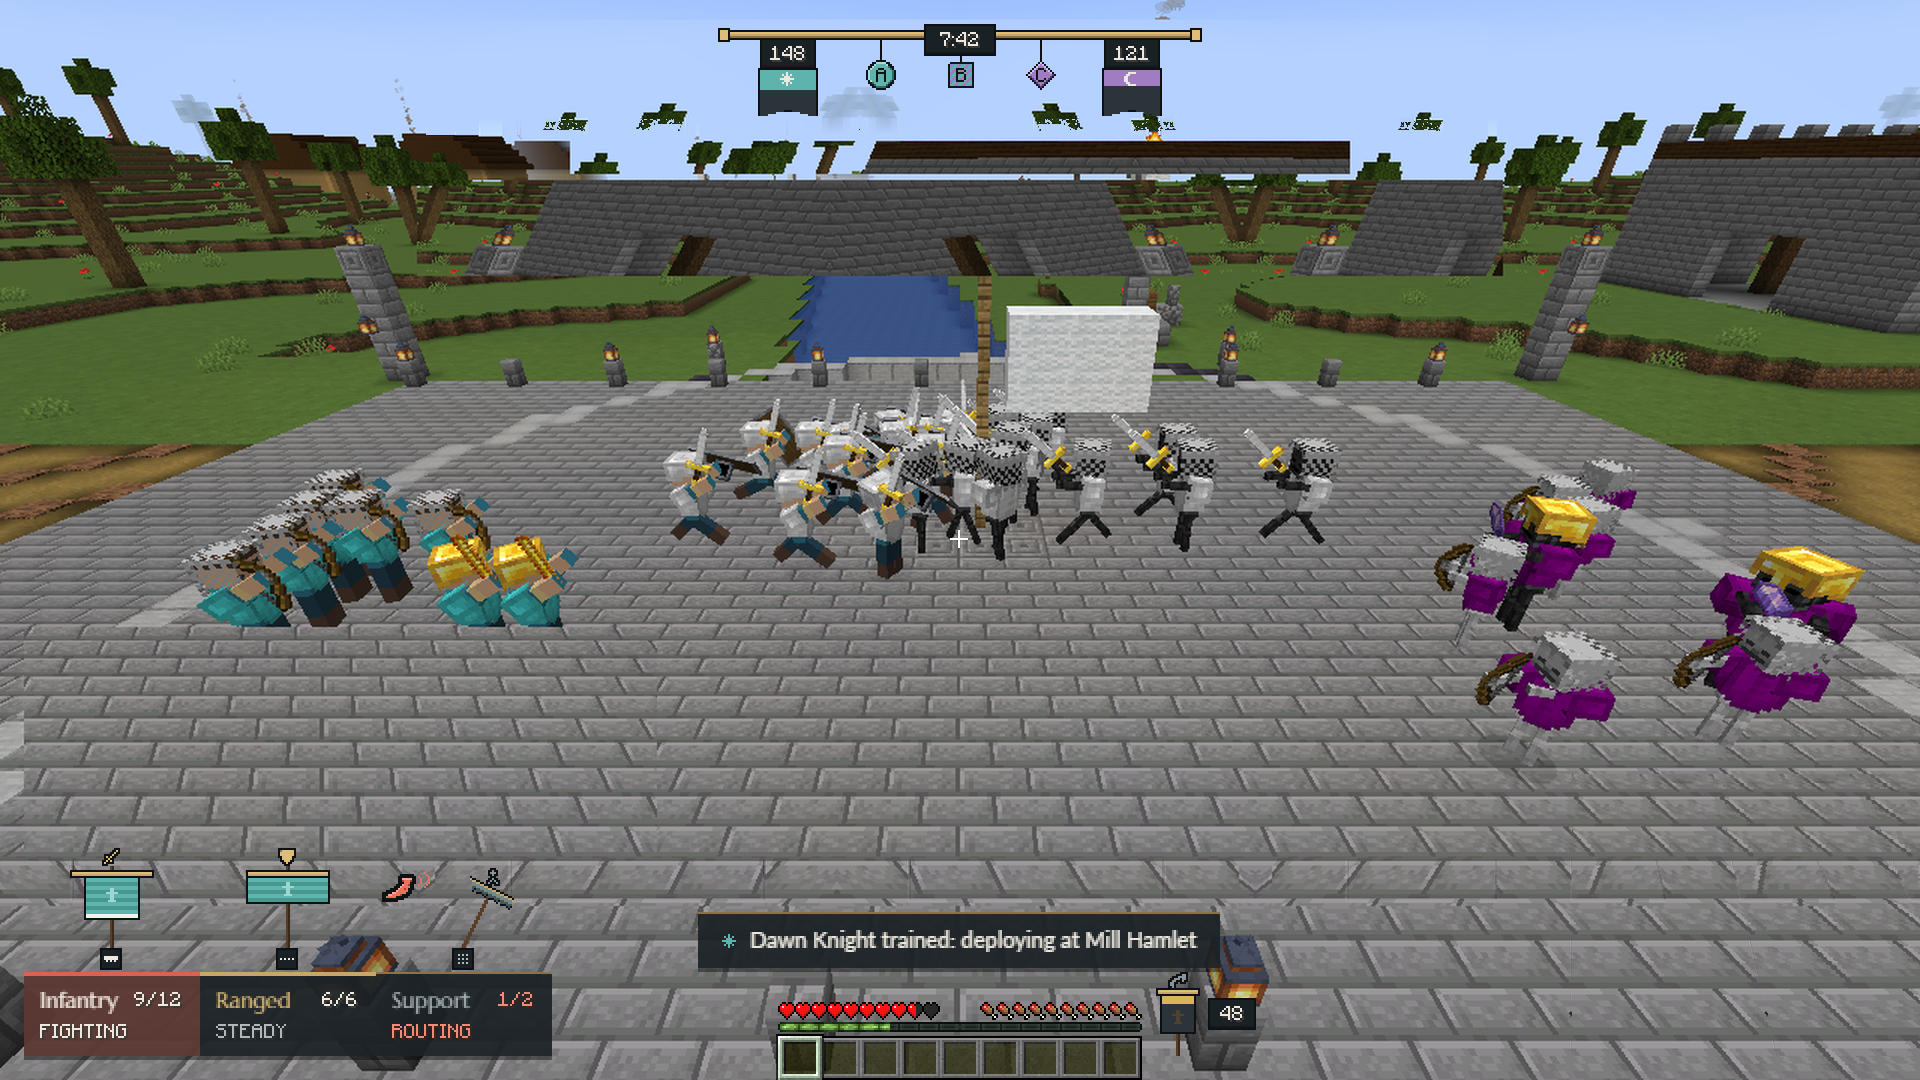 7:42
148
121
A
B
C
Dawn Knight trained: deploying at Mill Hamlet
Infantry 9/12
FIGHTING
Ranged 6/6
STEADY
Support 1/2
ROUTING
48